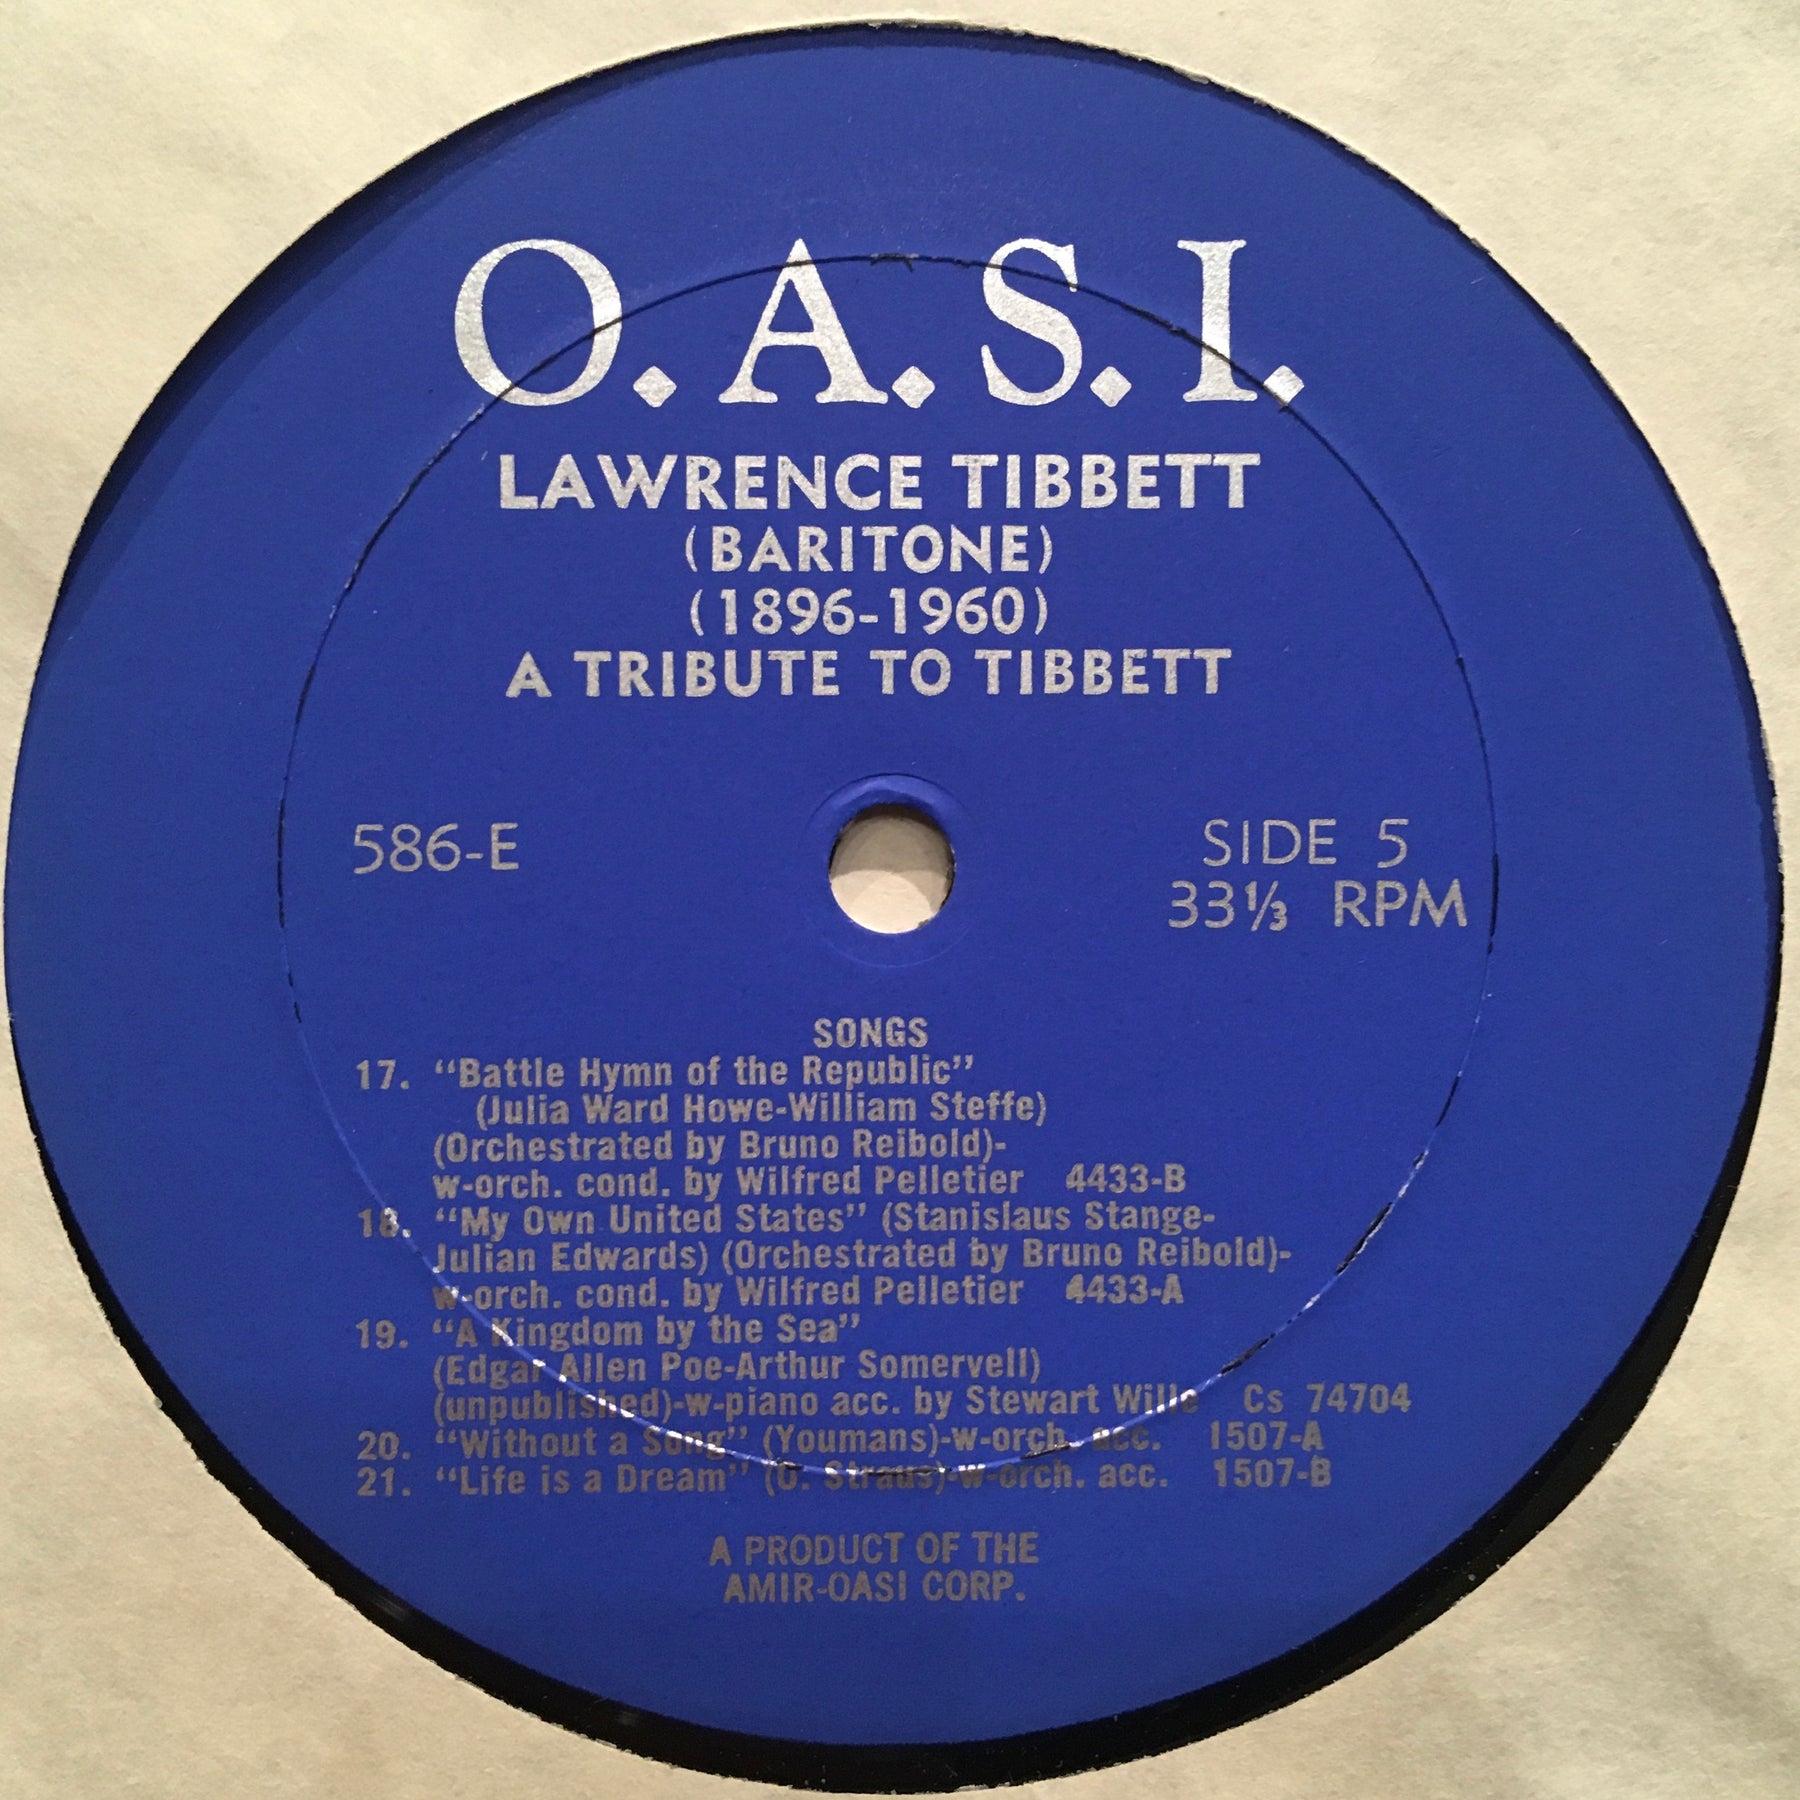 O.A.S.I.
LAWRENCE TIBBETT
(BARITONE)
(1896-1960)
A TRIBUTE TO TIBBETT
586-E
SIDE 5
33⅓ RPM
SONGS
17. “Battle Hymn of the Republic”
(Julia Ward Howe-William Steffe)
(Orchestrated by Bruno Reibold)-
w-orch. cond. by Wilfred Pelletier 4433-B
18. “My Own United States” (Stanislaus Stange-
Julian Edwards) (Orchestrated by Bruno Reibold)-
w-orch. cond. by Wilfred Pelletier 4433-A
19. “A Kingdom by the Sea”
(Edgar Allen Poe-Arthur Somervell)
(unpublished)-w-piano acc. by Stewart Wille Cs 74704
20. “Without a Song” (Youmans)-w-orch. acc. 1507-A
21. “Life is a Dream” (O. Straus)-w-orch. acc. 1507-B
A PRODUCT OF THE
AMIR-OASI CORP.